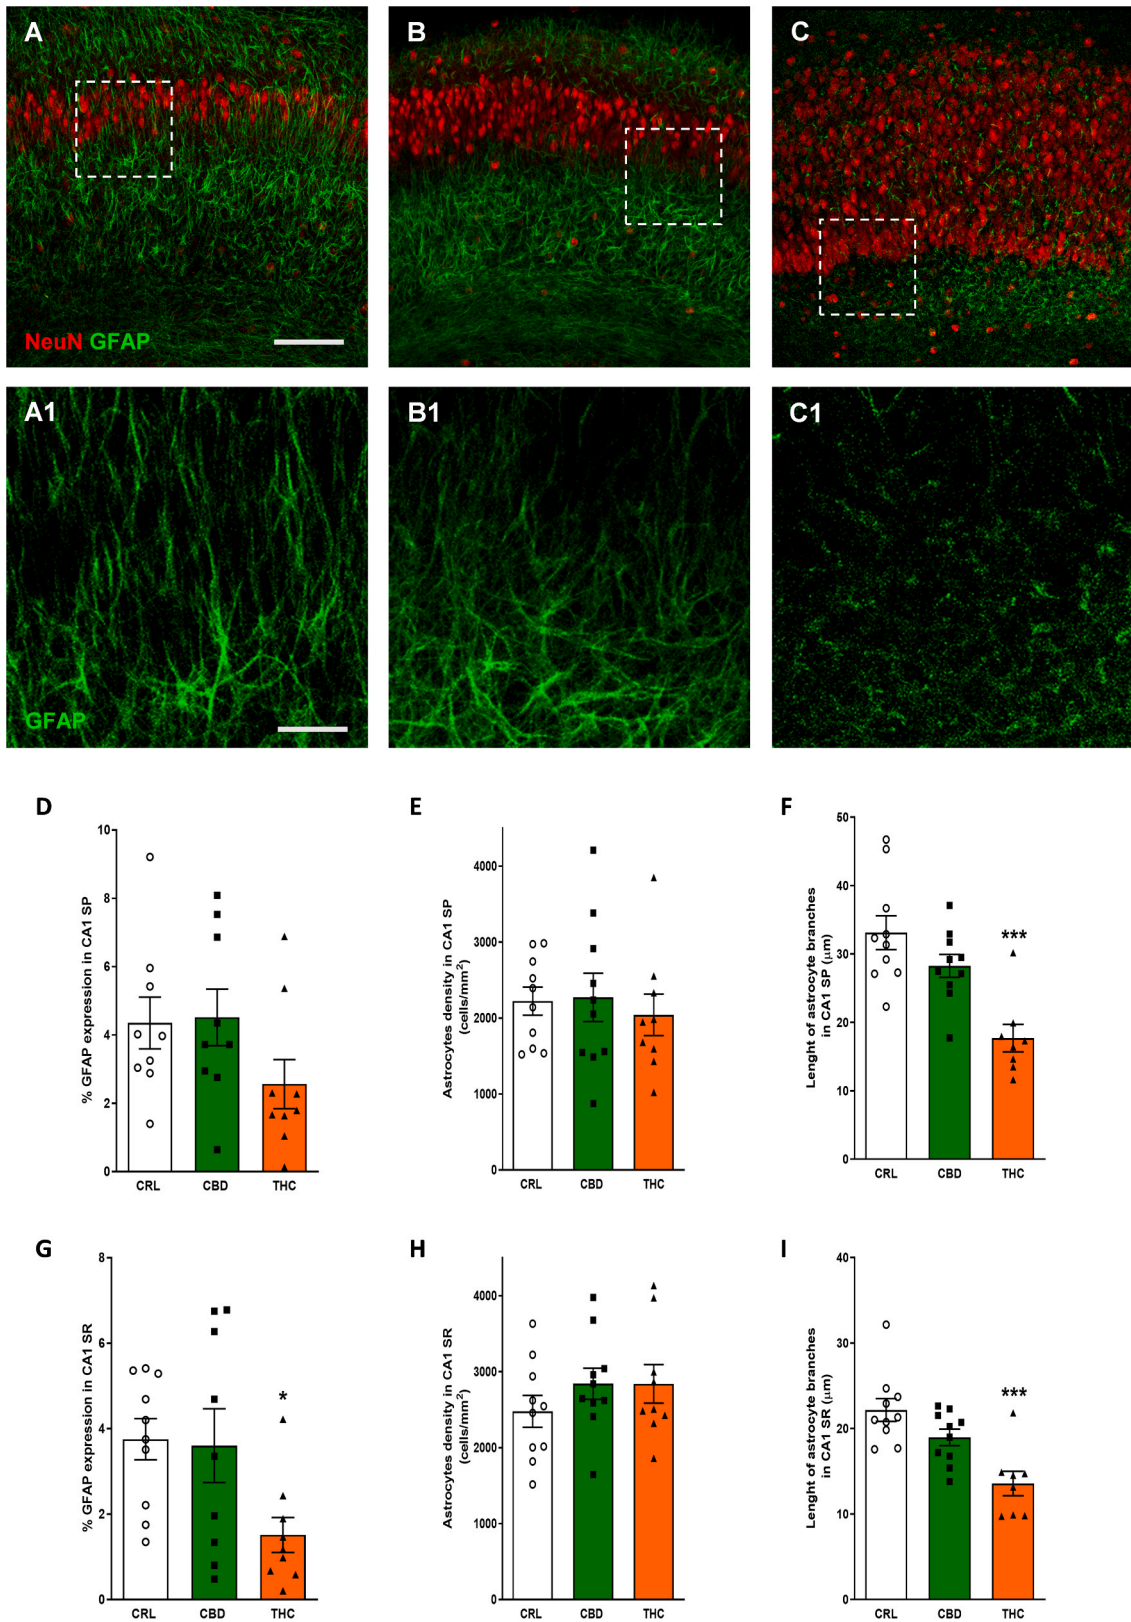 A
B
C
NeuN GFAP
A1
B1
C1
GFAP
D
% GFAP expression in CA1 SP
10
8
6
4
2
0
CRL
CBD
THC
E
Astrocytes density in CA1 SP
(cells/mm²)
4000
3000
2000
1000
0
CRL
CBD
THC
F
Lenght of astrocyte branches
in CA1 SP (μm)
50
40
30
20
10
0
***
CRL
CBD
THC
G
% GFAP expression in CA1 SR
8
6
4
2
0
*
CRL
CBD
THC
H
Astrocytes density in CA1 SR
(cells/mm²)
4000
3000
2000
1000
0
CRL
CBD
THC
I
Lenght of astrocyte branches
in CA1 SR (μm)
40
30
20
10
0
***
CRL
CBD
THC